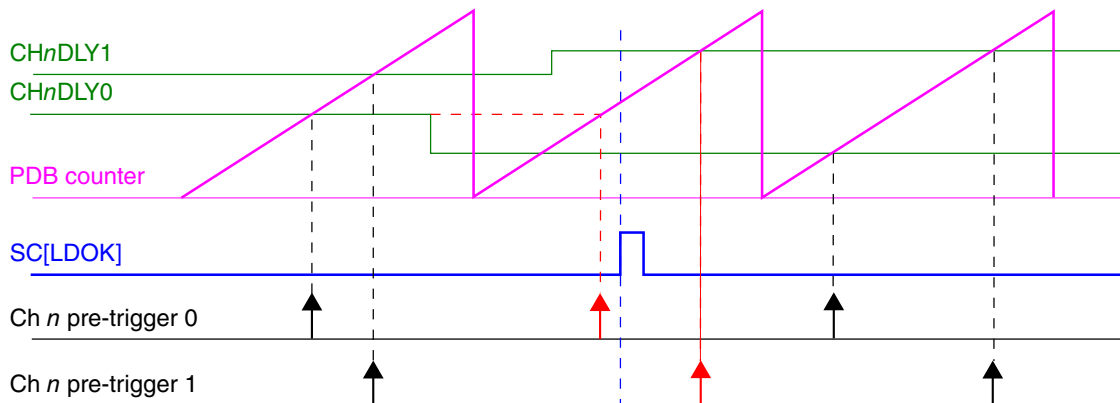 CHnDLY1
CHnDLY0
PDB counter
SC[LDOK]
Ch n pre-trigger 0
Ch n pre-trigger 1